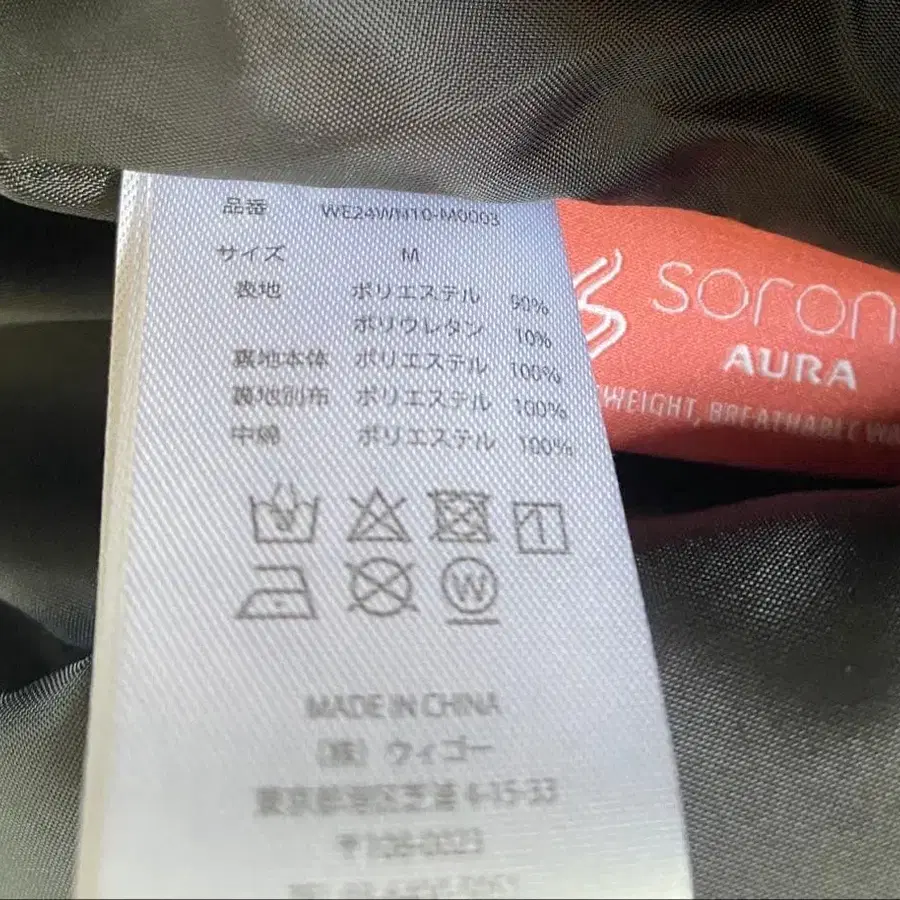 品番 WE24WN10-M0003
サイズ M
表地 ポリエステル 90%
ポリウレタン 10%
裏地本体 ポリエステル 100%
裏地別布 ポリエステル 100%
中綿 ポリエステル 100%
W
MADE IN CHINA
(株) ウィゴー
東京都港区芝浦 4-15-33
〒108-0023
soron
AURA
WEIGHT, BREATHABLE WA